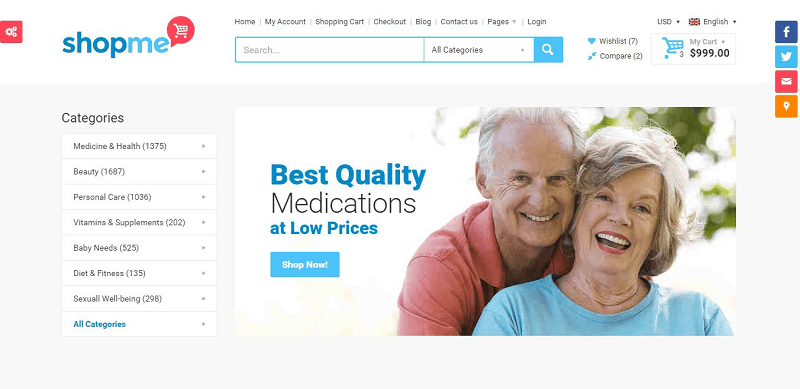 shopme
Home | My Account | Shopping Cart | Checkout | Blog | Contact us | Pages | Login
USD
English
Search...
All Categories
Wishlist (7)
Compare (2)
3
My Cart
$999.00
Categories
Medicine & Health (1375)
Beauty (1687)
Personal Care (1036)
Vitamins & Supplements (202)
Baby Needs (525)
Diet & Fitness (135)
Sexuall Well-being (298)
All Categories
Best Quality
Medications
at Low Prices
Shop Now!